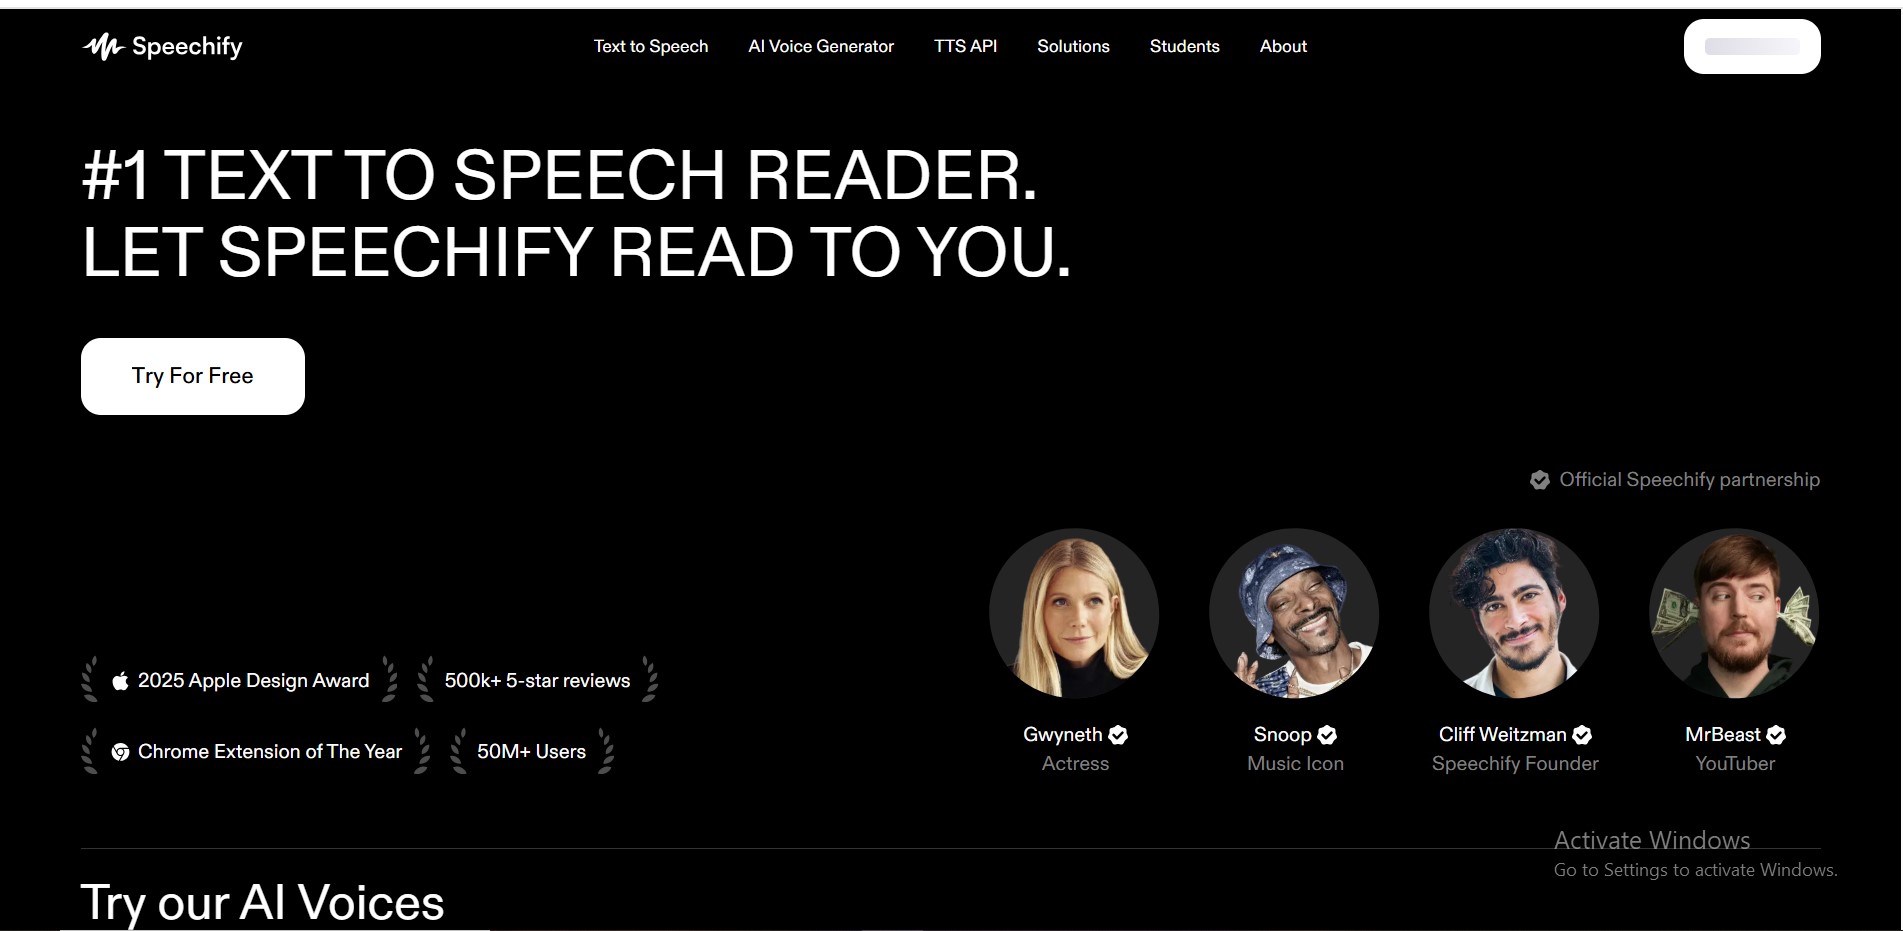 Speechify
Text to Speech
AI Voice Generator
TTS API
Solutions
Students
About
#1 TEXT TO SPEECH READER.
LET SPEECHIFY READ TO YOU.
Try For Free
Official Speechify partnership
2025 Apple Design Award
500k+ 5-star reviews
Chrome Extension of The Year
50M+ Users
Gwyneth
Actress
Snoop
Music Icon
Cliff Weitzman
Speechify Founder
MrBeast
YouTuber
Activate Windows
Go to Settings to activate Windows.
Try our AI Voices